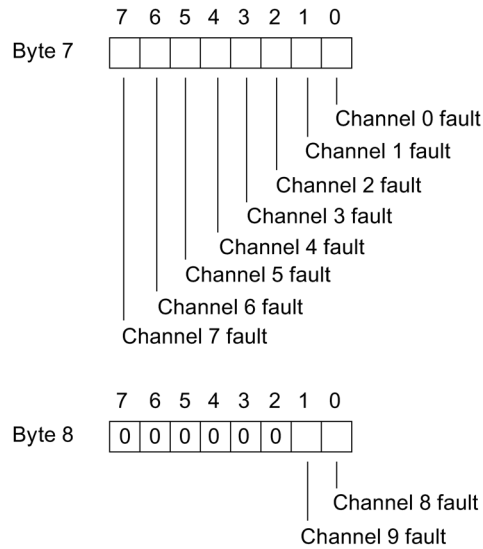 7 6 5 4 3 2 1 0
Byte 7
Channel 0 fault
Channel 1 fault
Channel 2 fault
Channel 3 fault
Channel 4 fault
Channel 5 fault
Channel 6 fault
Channel 7 fault
7 6 5 4 3 2 1 0
Byte 8 0 0 0 0 0 0
Channel 8 fault
Channel 9 fault